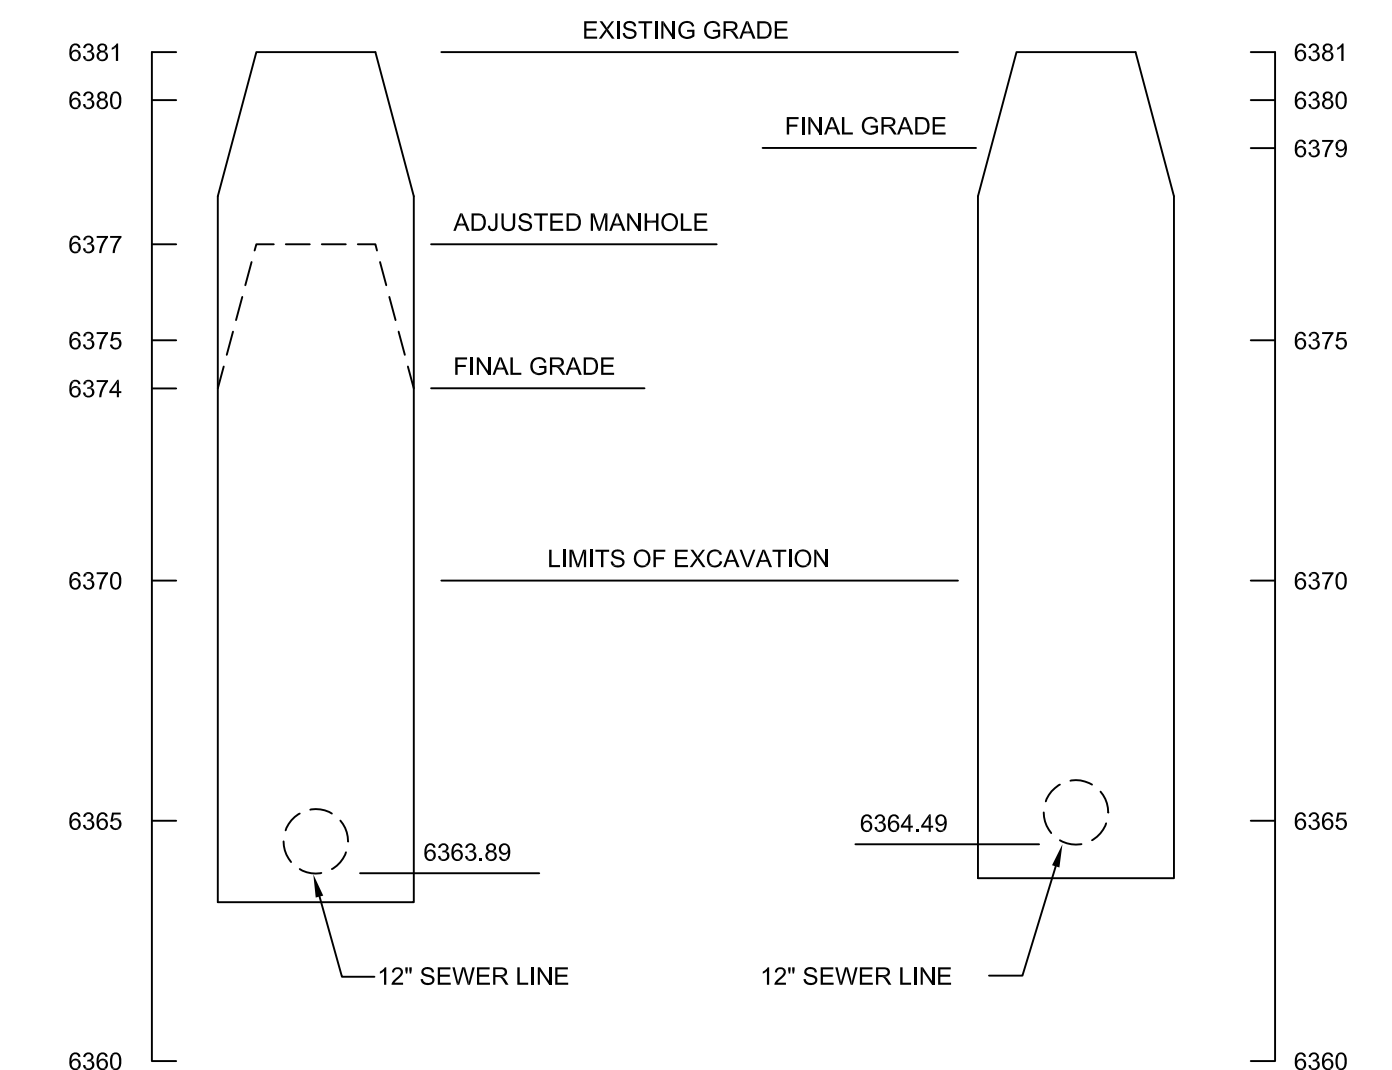 EXISTING GRADE
6381
6381
6380
6380
FINAL GRADE
6379
ADJUSTED MANHOLE
6377
6375
6375
FINAL GRADE
6374
LIMITS OF EXCAVATION
6370
6370
6365
6365
6364.49
6363.89
12" SEWER LINE
12" SEWER LINE
6360
6360